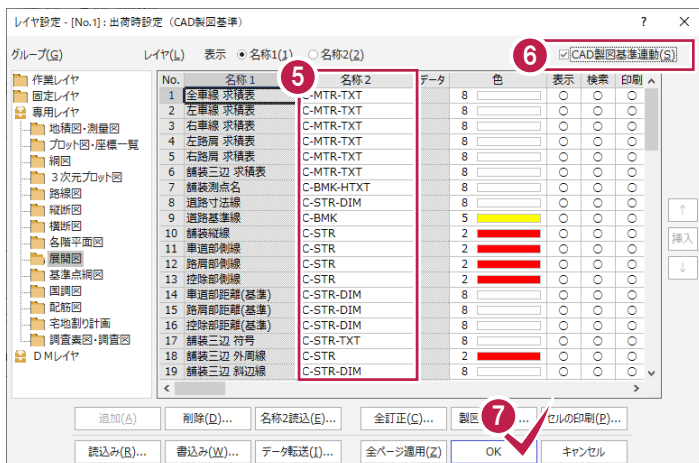 レイヤ設定 - [No.1] : 出荷時設定（CAD製図基準） ? ×
グループ(G) レイヤ(L) 表示 名称1(1) 名称2(2) 6 CAD製図基準連動(S)
作業レイヤ
固定レイヤ
専用レイヤ
地積図・測量図
プロット図・座標一覧
網図
３次元プロット図
路線図
縦断図
横断図
各階平面図
展開図
基準点網図
国調図
配筋図
宅地割り計画
調査素図・調査図
ＤＭレイヤ
5
No. 名称１ 名称２ データ 色 表示 検索 印刷
1 全車線 求積表 C-MTR-TXT 8 ○ ○ ○
2 左車線 求積表 C-MTR-TXT 8 ○ ○ ○
3 右車線 求積表 C-MTR-TXT 8 ○ ○ ○
4 左路肩 求積表 C-MTR-TXT 8 ○ ○ ○
5 右路肩 求積表 C-MTR-TXT 8 ○ ○ ○
6 舗装三辺 求積表 C-MTR-TXT 8 ○ ○ ○
7 舗装測点名 C-BMK-HTXT 8 ○ ○ ○
8 道路寸法線 C-STR-DIM 8 ○ ○ ○
9 道路基準線 C-BMK 5 ○ ○ ○
10 舗装縦線 C-STR 2 ○ ○ ○
11 車道部側線 C-STR 2 ○ ○ ○
12 路肩部側線 C-STR 2 ○ ○ ○
13 控除部側線 C-STR 2 ○ ○ ○
14 車道部距離(基準) C-STR-DIM 8 ○ ○ ○
15 路肩部距離(基準) C-STR-DIM 8 ○ ○ ○
16 控除部距離(基準) C-STR-DIM 8 ○ ○ ○
17 舗装三辺 符号 C-STR-TXT 8 ○ ○ ○
18 舗装三辺 外周線 C-STR 2 ○ ○ ○
19 舗装三辺 斜辺線 C-STR-DIM 8 ○ ○ ○
↑
挿入
↓
追加(A) 削除(D)... 名称2読込(E)... 全訂正(C)... 製図 7 ... セルの印刷(P)...
読込み(R)... 書込み(W)... データ転送(I)... 全ページ適用(Z) OK キャンセル